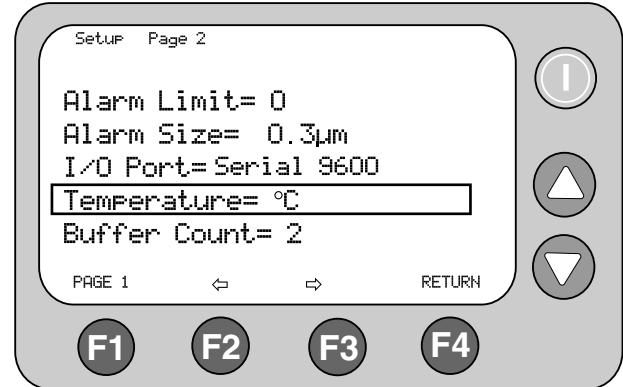 Setup Page 2
Alarm Limit= 0
Alarm Size= 0.3µm
I/O Port= Serial 9600
Temperature= °C
Buffer Count= 2
PAGE 1 ⇦ ⇨ RETURN
F1 F2 F3 F4